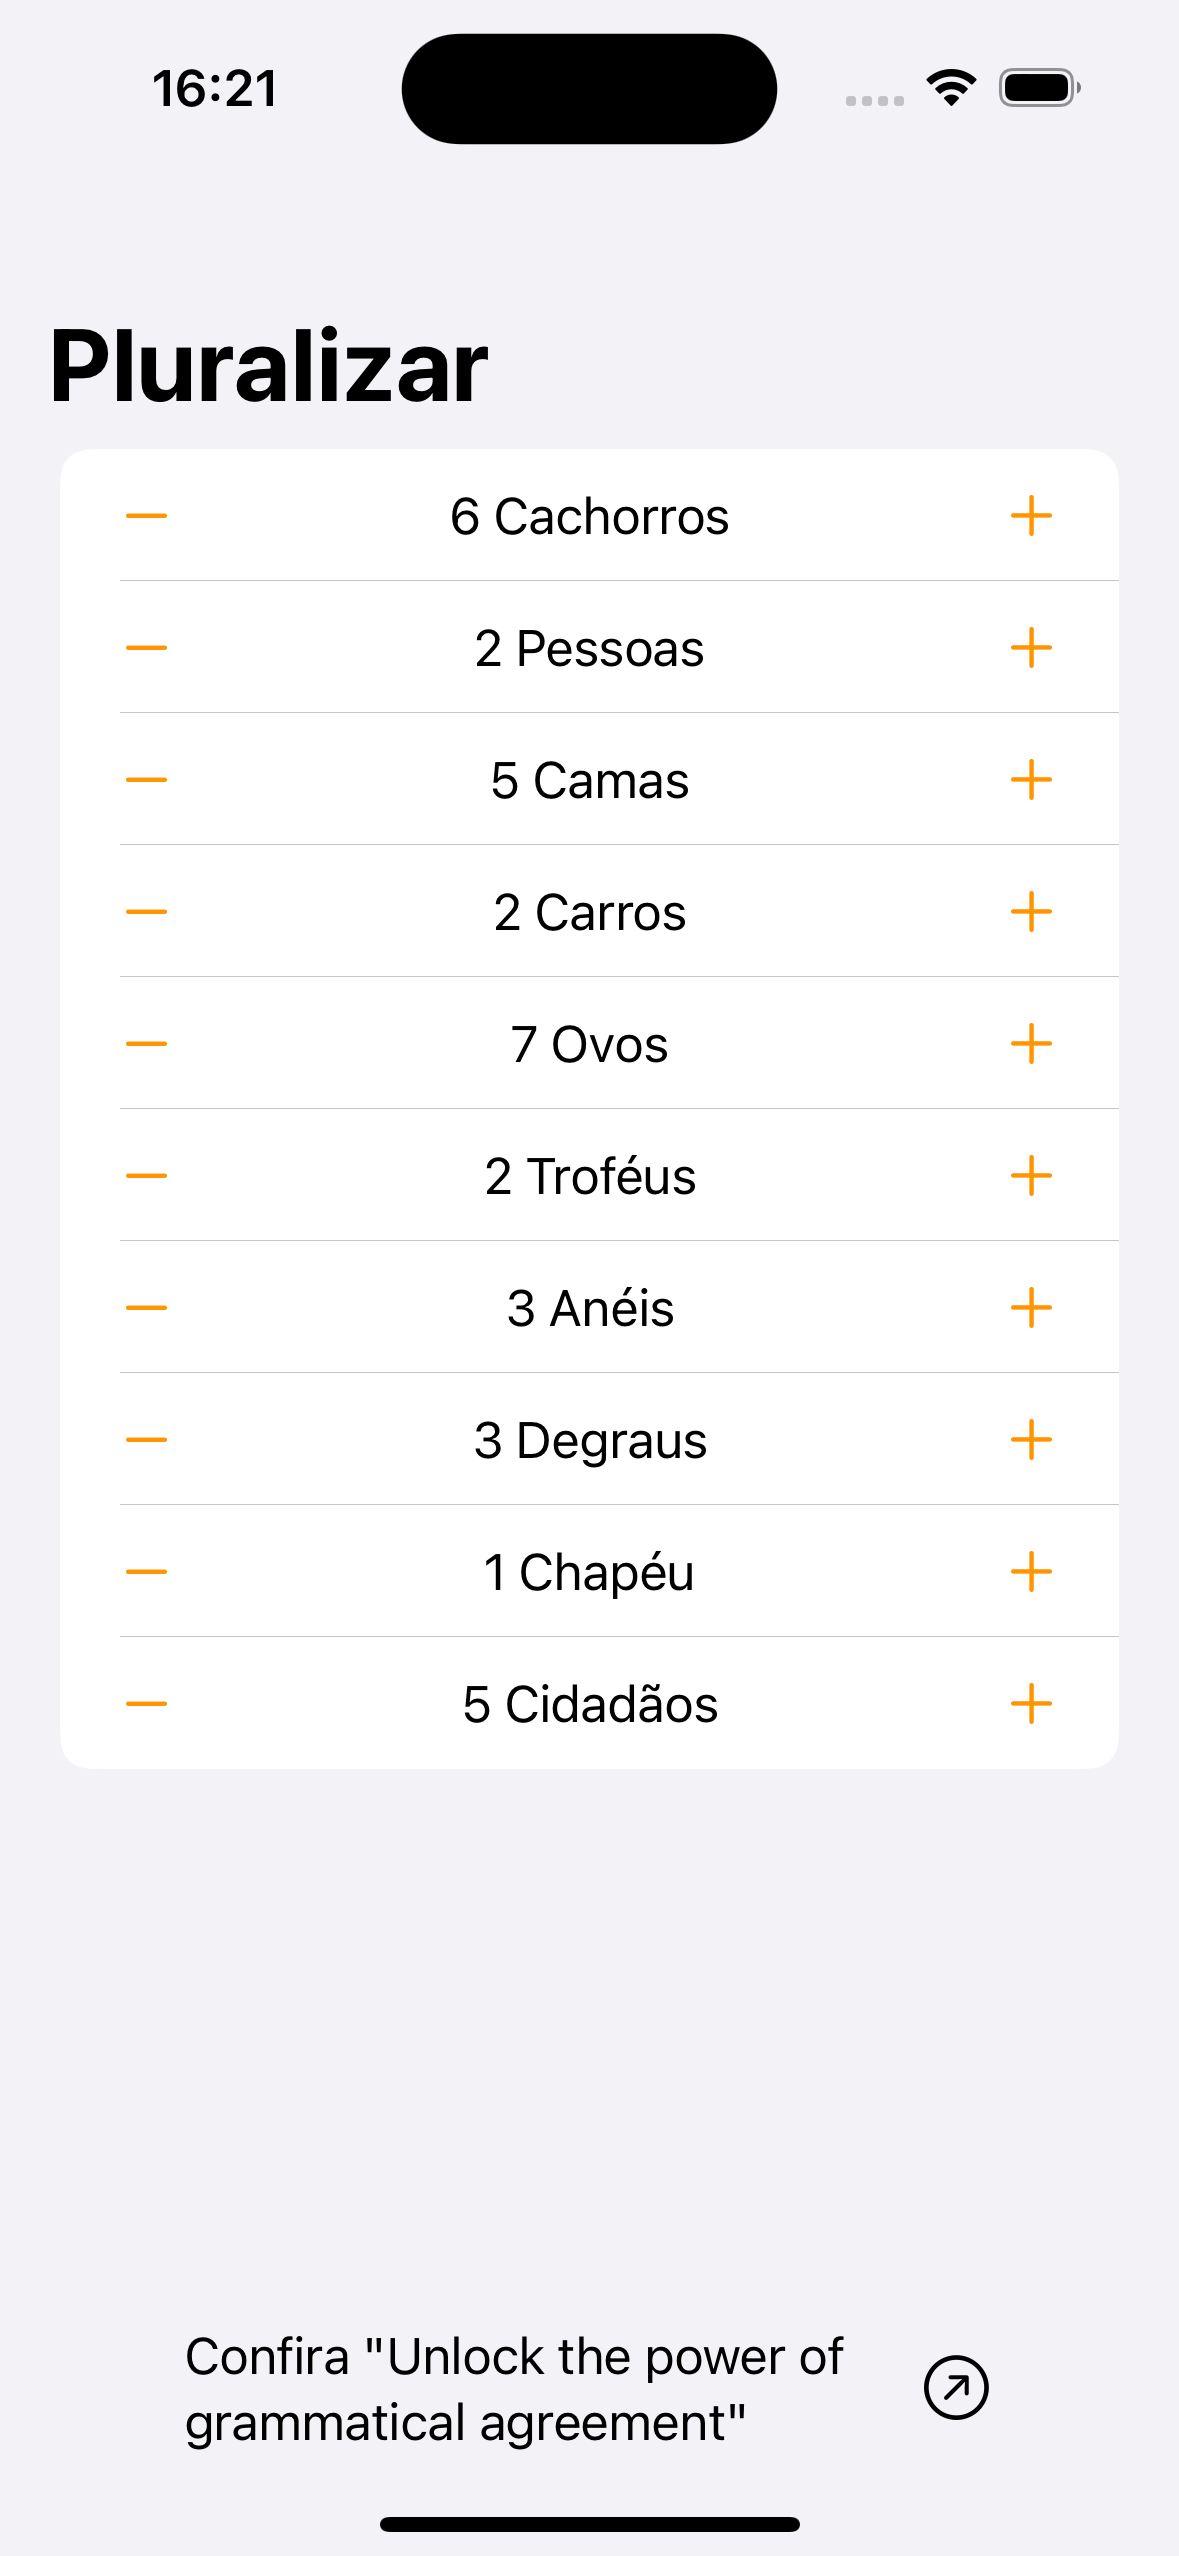 16:21
Pluralizar
6 Cachorros
2 Pessoas
5 Camas
2 Carros
7 Ovos
2 Troféus
3 Anéis
3 Degraus
1 Chapéu
5 Cidadãos
Confira "Unlock the power of
grammatical agreement"